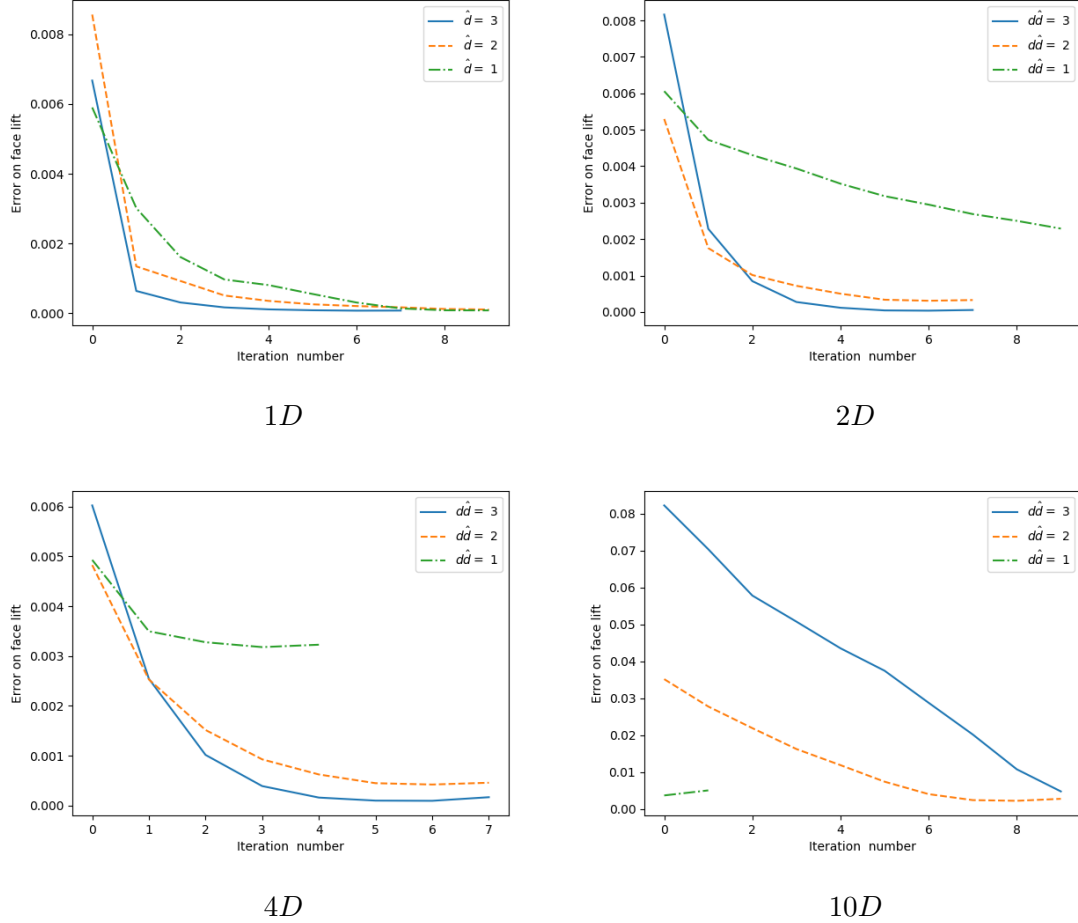 0.008
0.006
0.004
0.002
0.000
Error on face lift
0 2 4 6 8
Iteration  number
d̂ = 3
d̂ = 2
d̂ = 1
1D
0.008
0.007
0.006
0.005
0.004
0.003
0.002
0.001
0.000
Error on face lift
0 2 4 6 8
Iteration  number
dd̂ = 3
dd̂ = 2
dd̂ = 1
2D
0.006
0.005
0.004
0.003
0.002
0.001
0.000
Error on face lift
0 1 2 3 4 5 6 7
Iteration  number
dd̂ = 3
dd̂ = 2
dd̂ = 1
4D
0.08
0.07
0.06
0.05
0.04
0.03
0.02
0.01
0.00
Error on face lift
0 2 4 6 8
Iteration  number
dd̂ = 3
dd̂ = 2
dd̂ = 1
10D